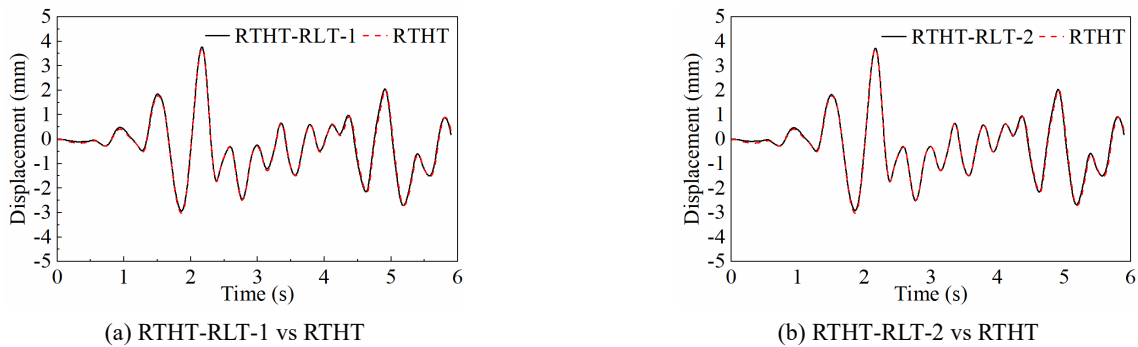 5
4
3
2
1
0
-1
-2
-3
-4
-5
Displacement (mm)
RTHT-RLT-1
RTHT
0 1 2 3 4 5 6
Time (s)
(a) RTHT-RLT-1 vs RTHT
5
4
3
2
1
0
-1
-2
-3
-4
-5
Displacement (mm)
RTHT-RLT-2
RTHT
0 1 2 3 4 5 6
Time (s)
(b) RTHT-RLT-2 vs RTHT